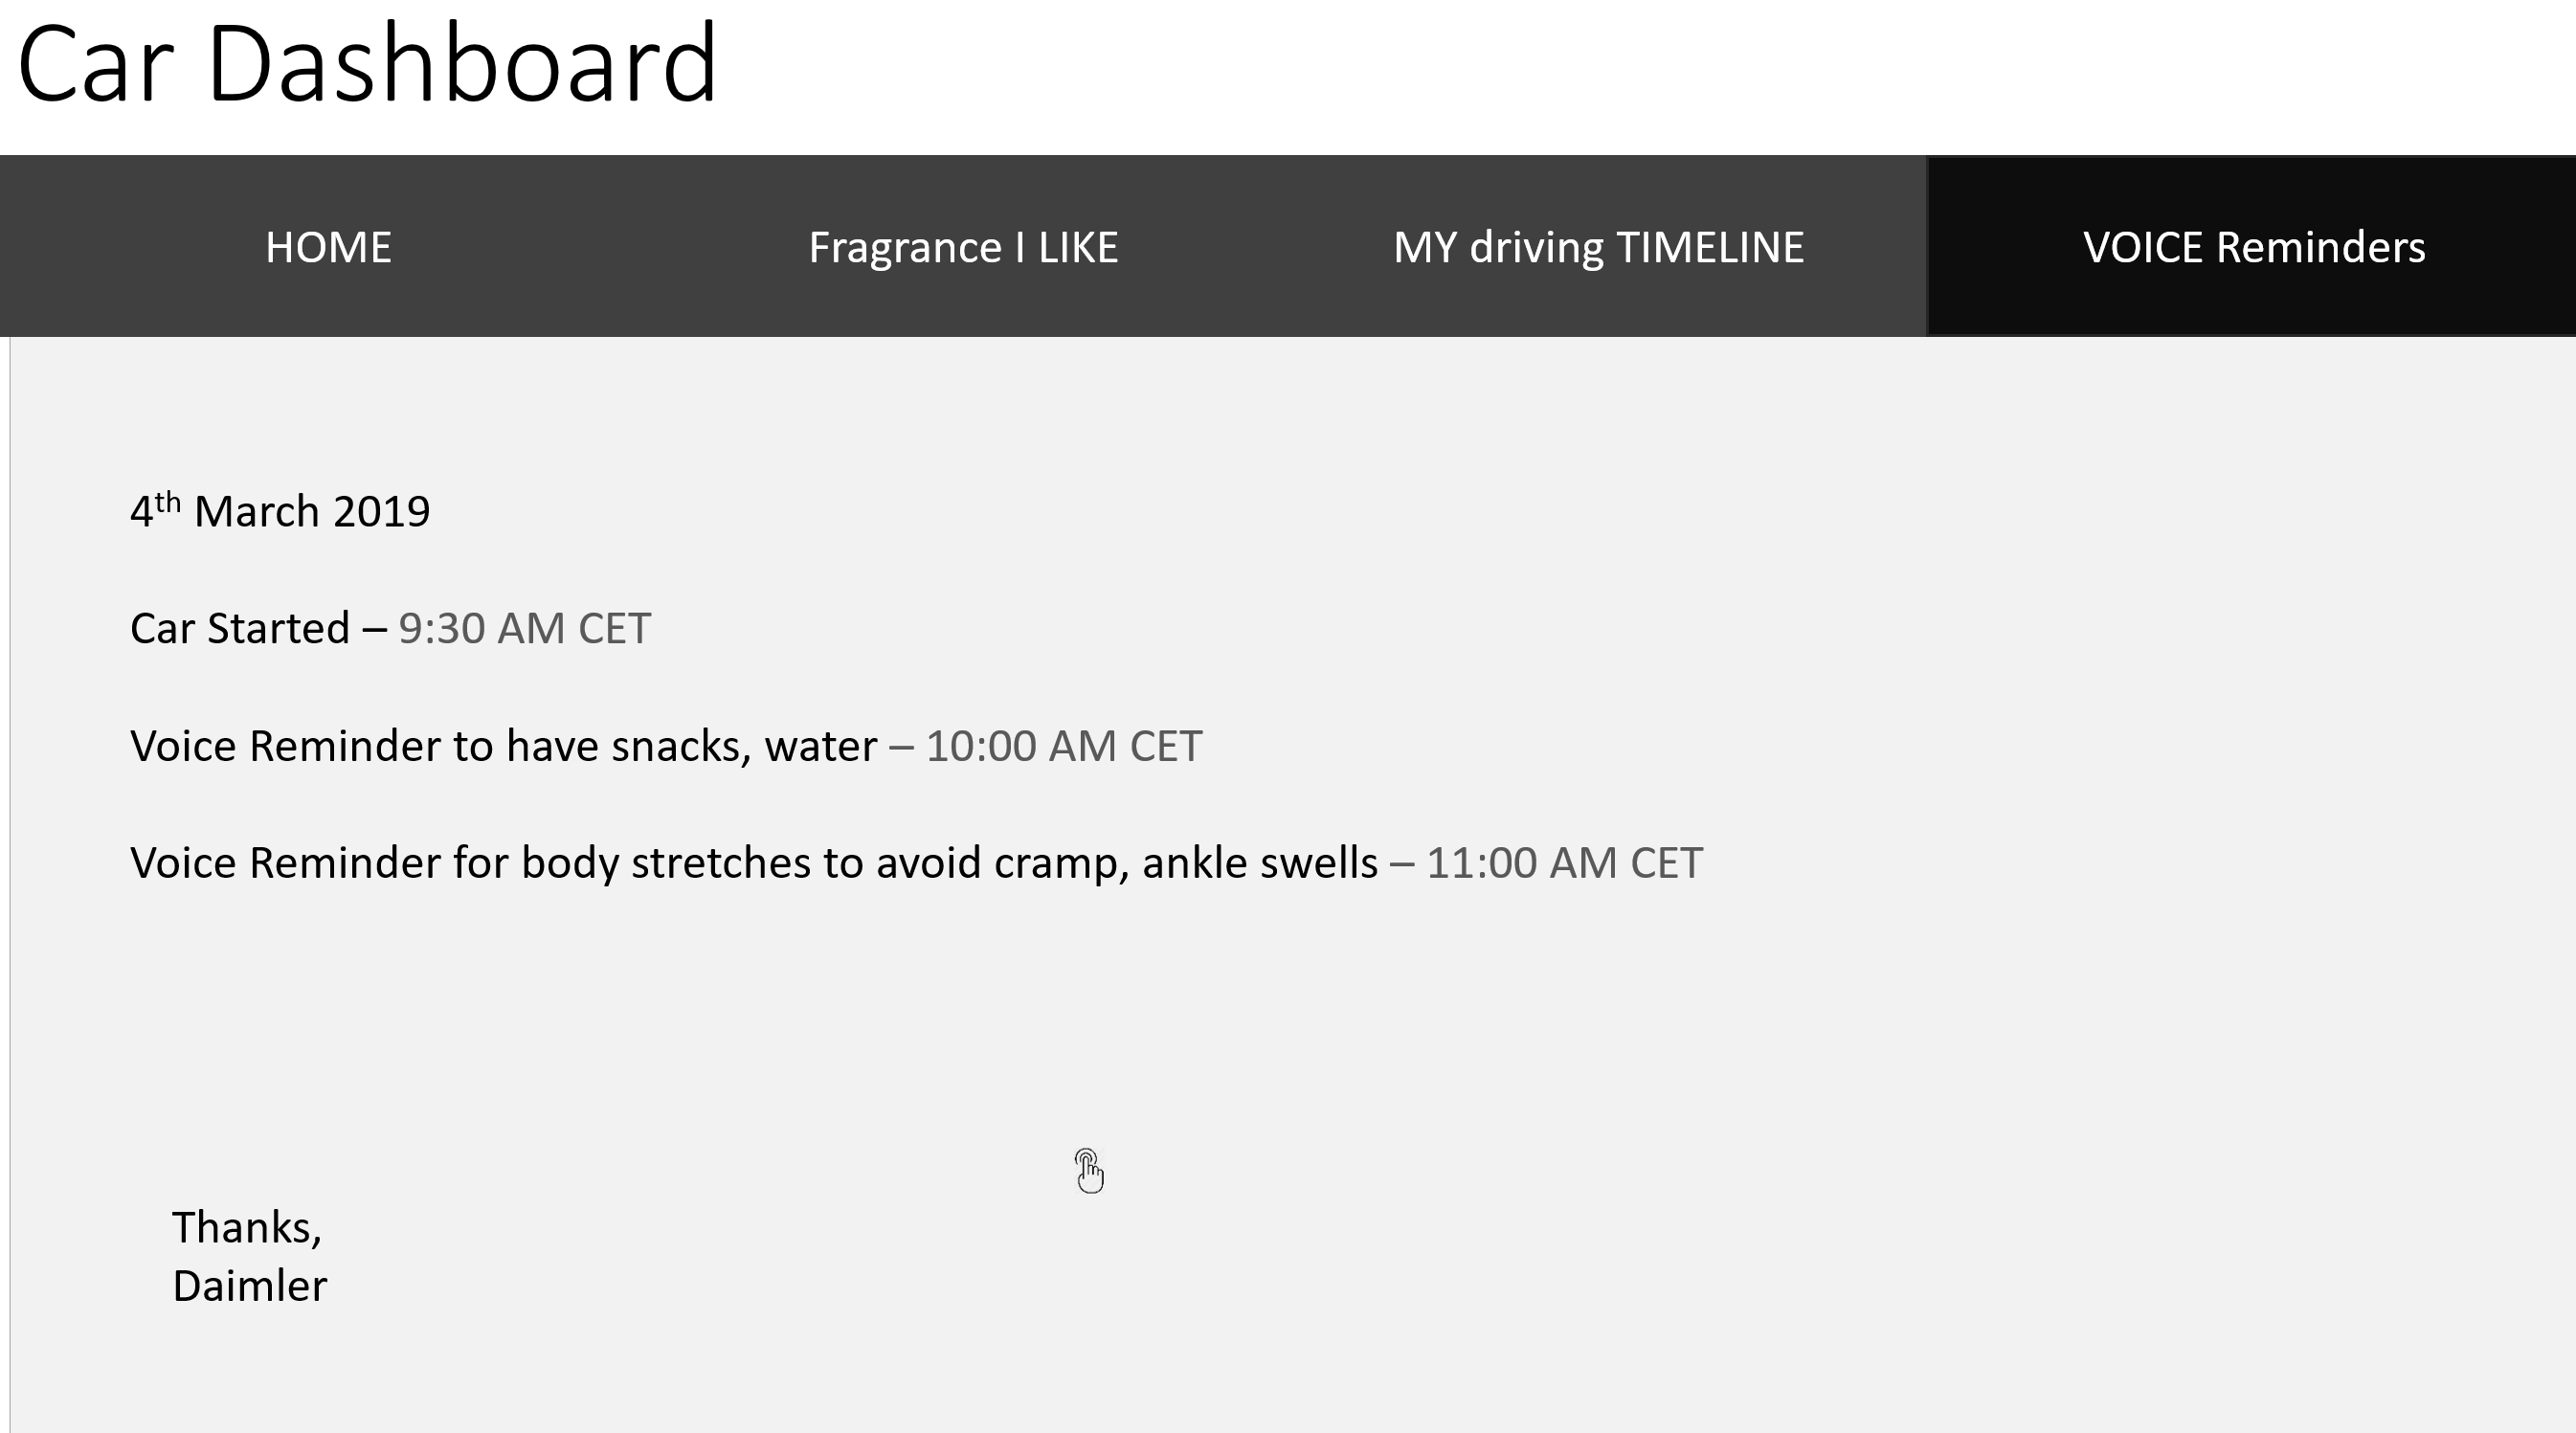 Car Dashboard
HOME
Fragrance I LIKE
MY driving TIMELINE
VOICE Reminders
4th March 2019
Car Started – 9:30 AM CET
Voice Reminder to have snacks, water – 10:00 AM CET
Voice Reminder for body stretches to avoid cramp, ankle swells – 11:00 AM CET
Thanks,
Daimler